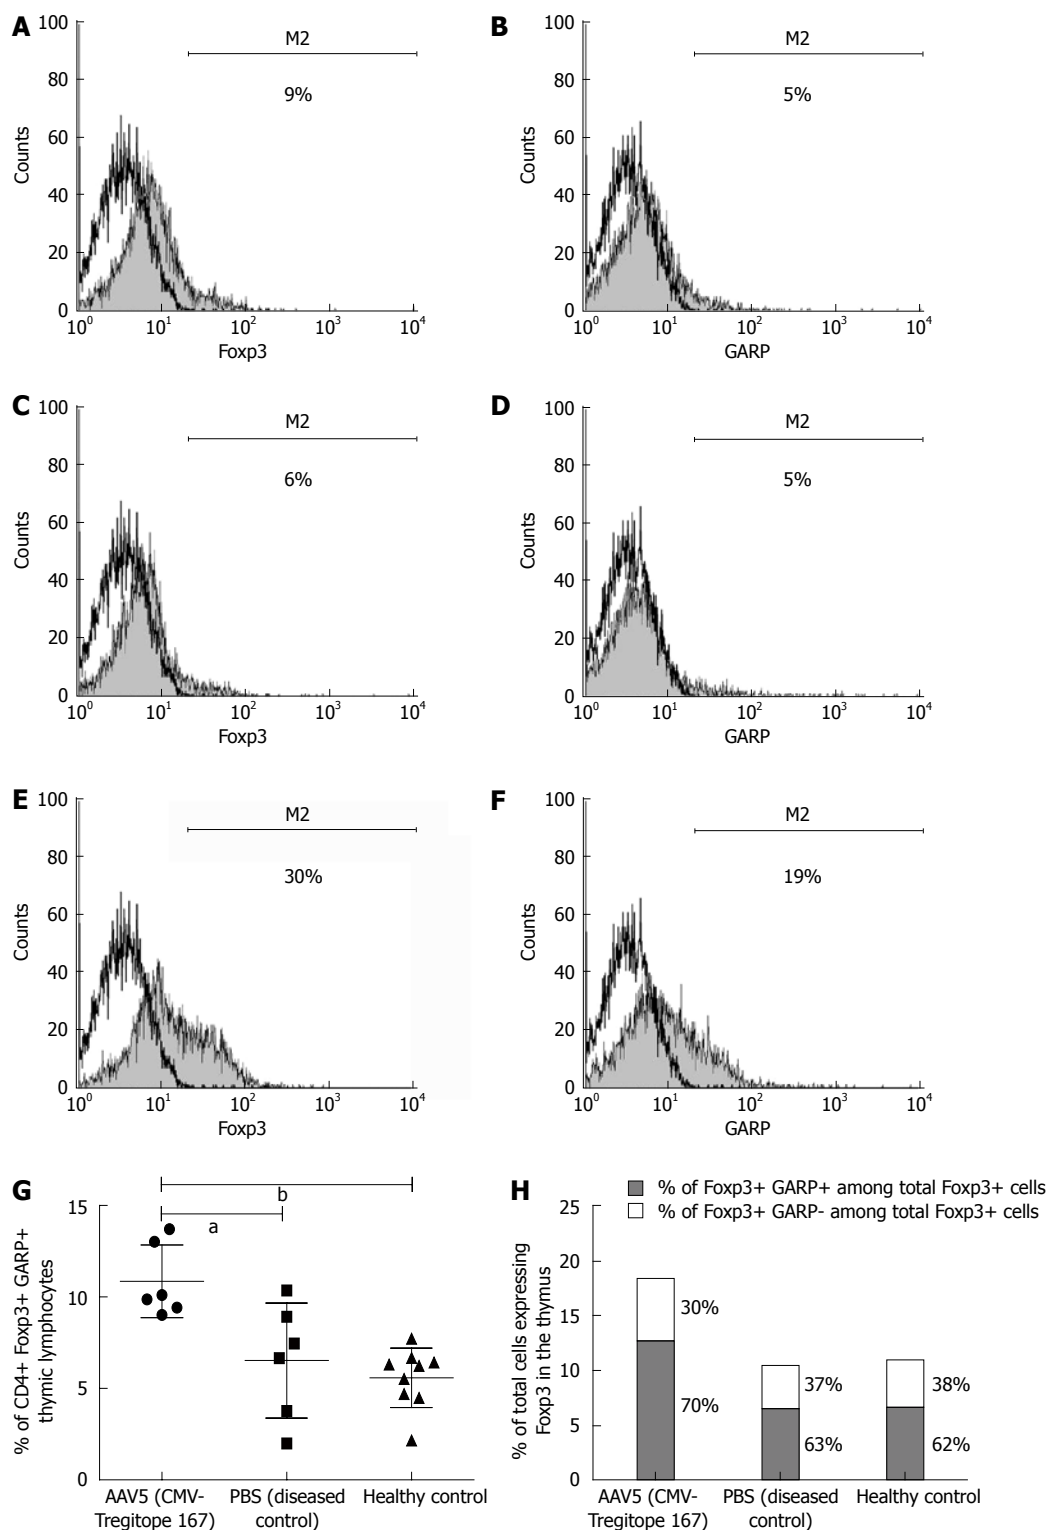 A
M2
9%
Counts
100
80
60
40
20
0
10^0
10^1
10^2
10^3
10^4
Foxp3
B
M2
5%
Counts
100
80
60
40
20
0
10^0
10^1
10^2
10^3
10^4
GARP
C
M2
6%
Counts
100
80
60
40
20
0
10^0
10^1
10^2
10^3
10^4
Foxp3
D
M2
5%
Counts
100
80
60
40
20
0
10^0
10^1
10^2
10^3
10^4
GARP
E
M2
30%
Counts
100
80
60
40
20
0
10^0
10^1
10^2
10^3
10^4
Foxp3
F
M2
19%
Counts
100
80
60
40
20
0
10^0
10^1
10^2
10^3
10^4
GARP
G
b
a
% of CD4+ Foxp3+ GARP+
thymic lymphocytes
15
10
5
0
AAV5 (CMV-
Tregitope 167)
PBS (diseased
control)
Healthy control
H
% of Foxp3+ GARP+ among total Foxp3+ cells
% of Foxp3+ GARP- among total Foxp3+ cells
% of total cells expressing
Foxp3 in the thymus
25
20
15
10
5
0
30%
70%
37%
63%
38%
62%
AAV5 (CMV-
Tregitope 167)
PBS (diseased
control)
Healthy control